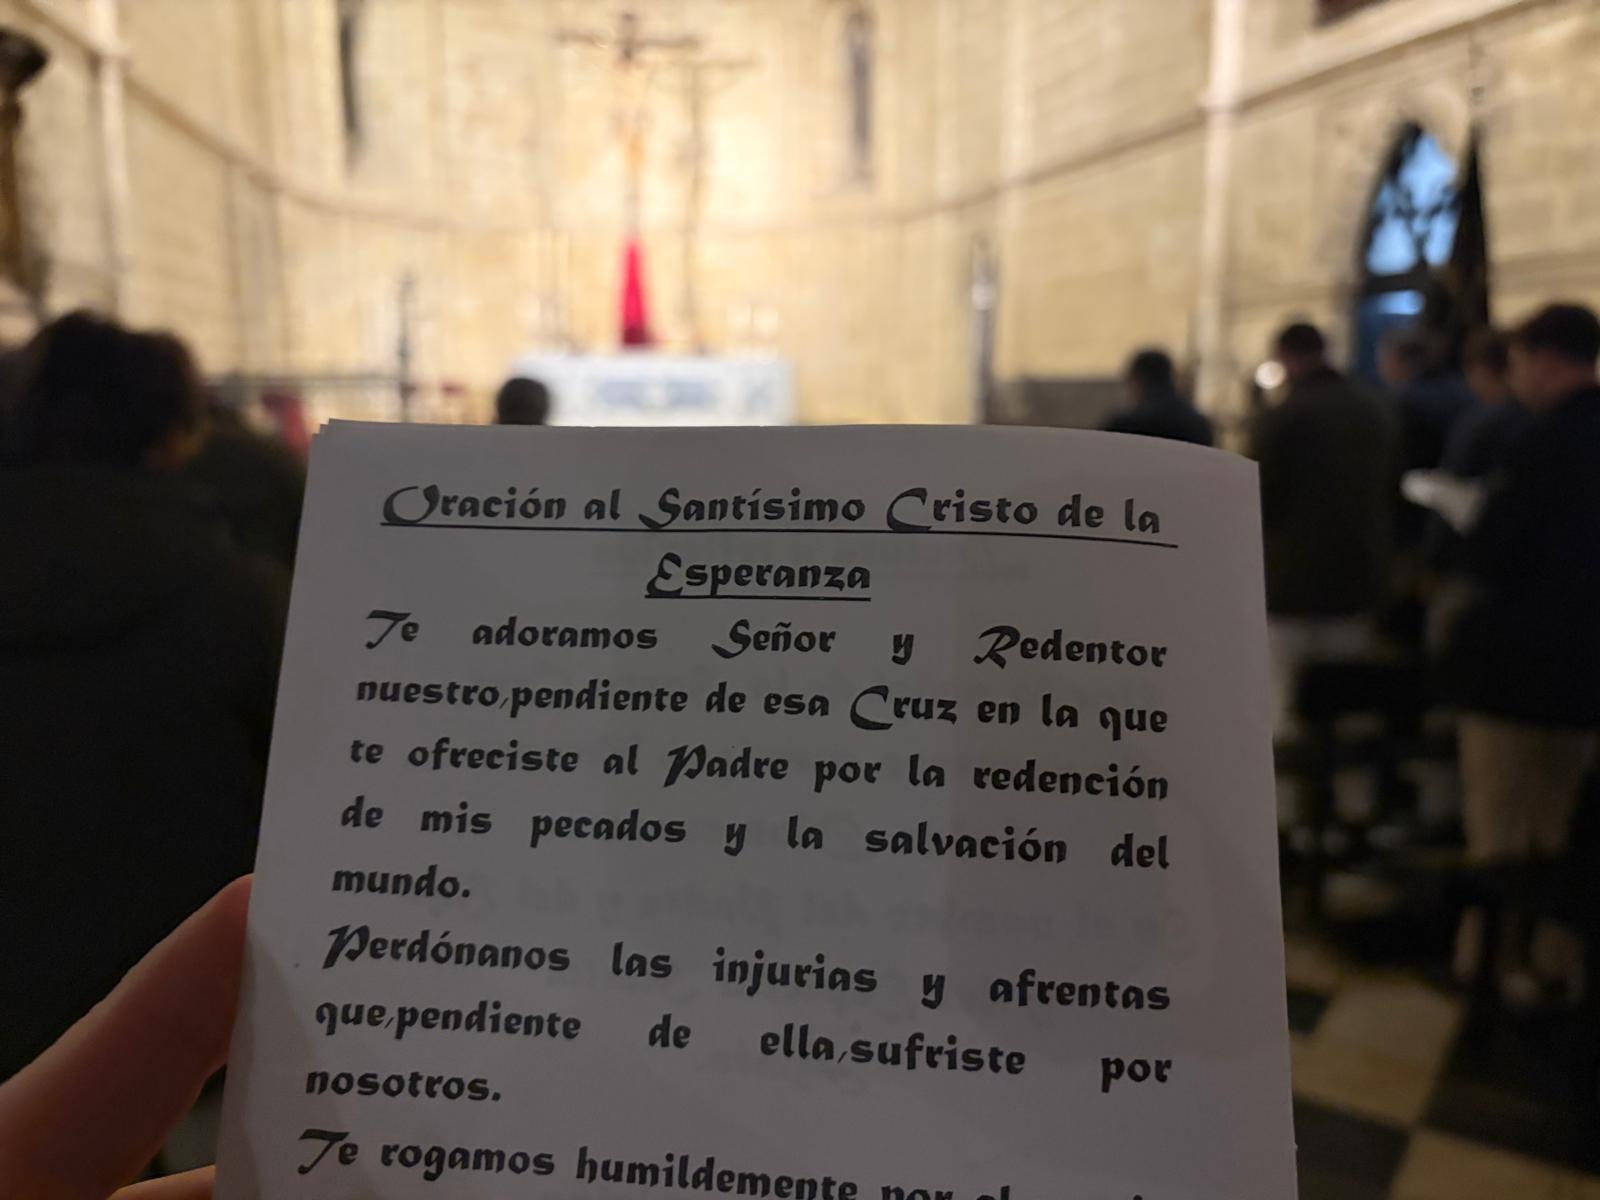 Oración al Santísimo Cristo de la
Esperanza
Te adoramos Señor y Redentor
nuestro,pendiente de esa Cruz en la que
te ofreciste al Padre por la redención
de mis pecados y la salvación del
mundo.
Perdónanos las injurias y afrentas
que,pendiente de ella,sufriste por
nosotros.
Te rogamos humildemente por el